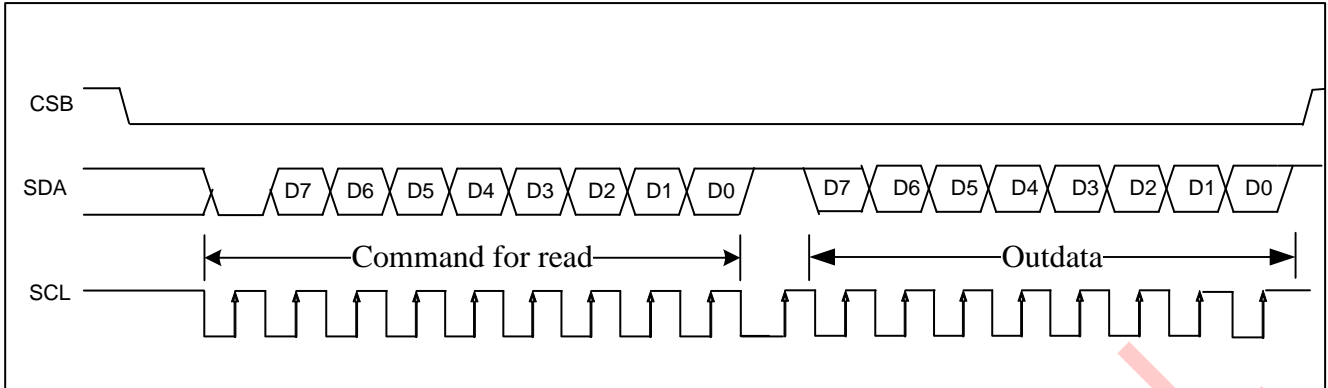 CSB
SDA D7 D6 D5 D4 D3 D2 D1 D0 D7 D6 D5 D4 D3 D2 D1 D0
Command for read Outdata
SCL